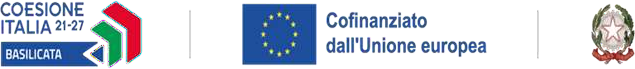 COESIONE
ITALIA 21-27
BASILICATA
Cofinanziato
dall'Unione europea